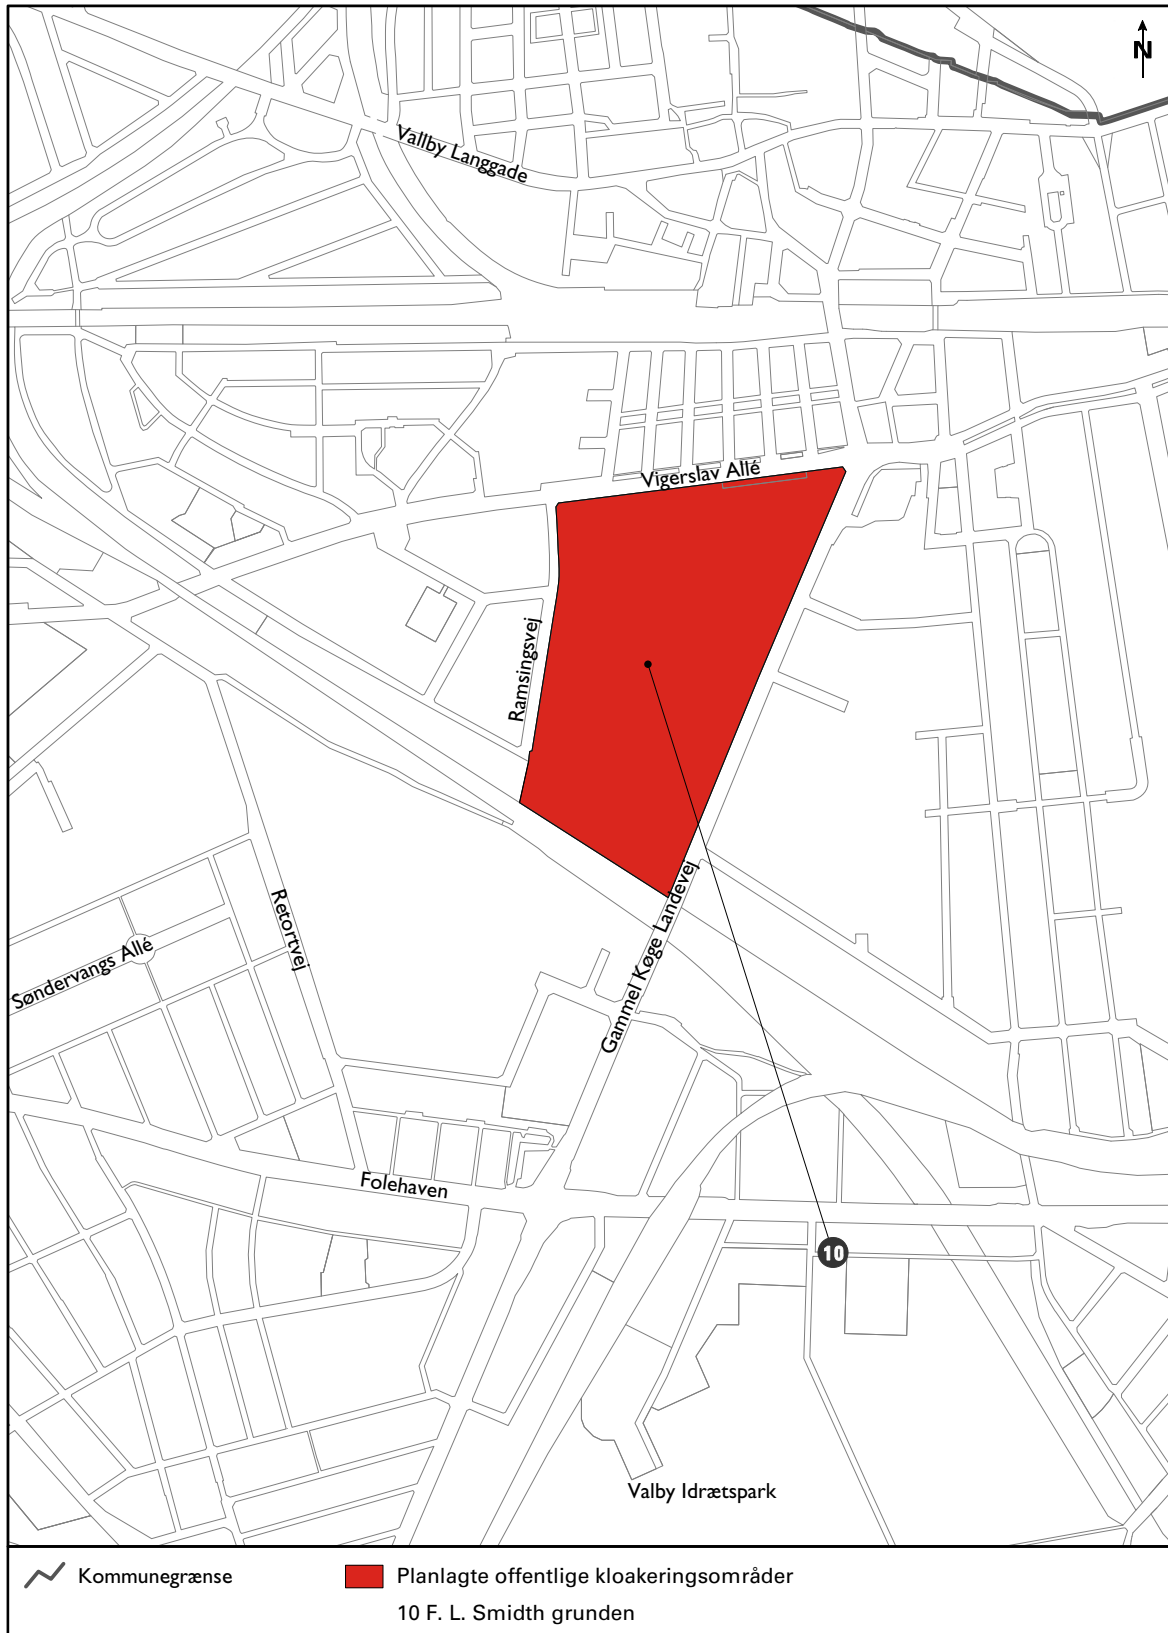 N
Vallby Langgade
Vigerslav Allé
Ramsingsvej
Gammel Køge Landevej
Retortvej
Søndervangs Allé
Folehaven
10
Valby Idrætspark
Kommunegrænse
Planlagte offentlige kloakeringsområder
10 F. L. Smidth grunden